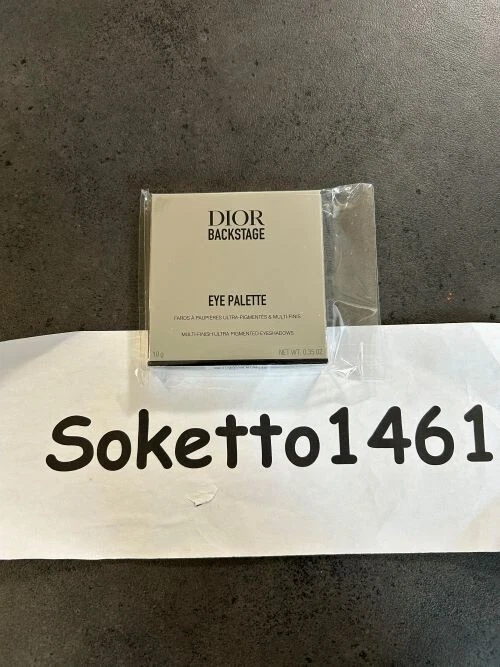 DIOR
BACKSTAGE
EYE PALETTE
FARDS À PAUPIÈRES ULTRA-PIGMENTÉS & MULTI-FINIS
MULTI-FINISH ULTRA PIGMENTED EYESHADOWS
10 g NET WT. 0.35 OZ
Soketto1461